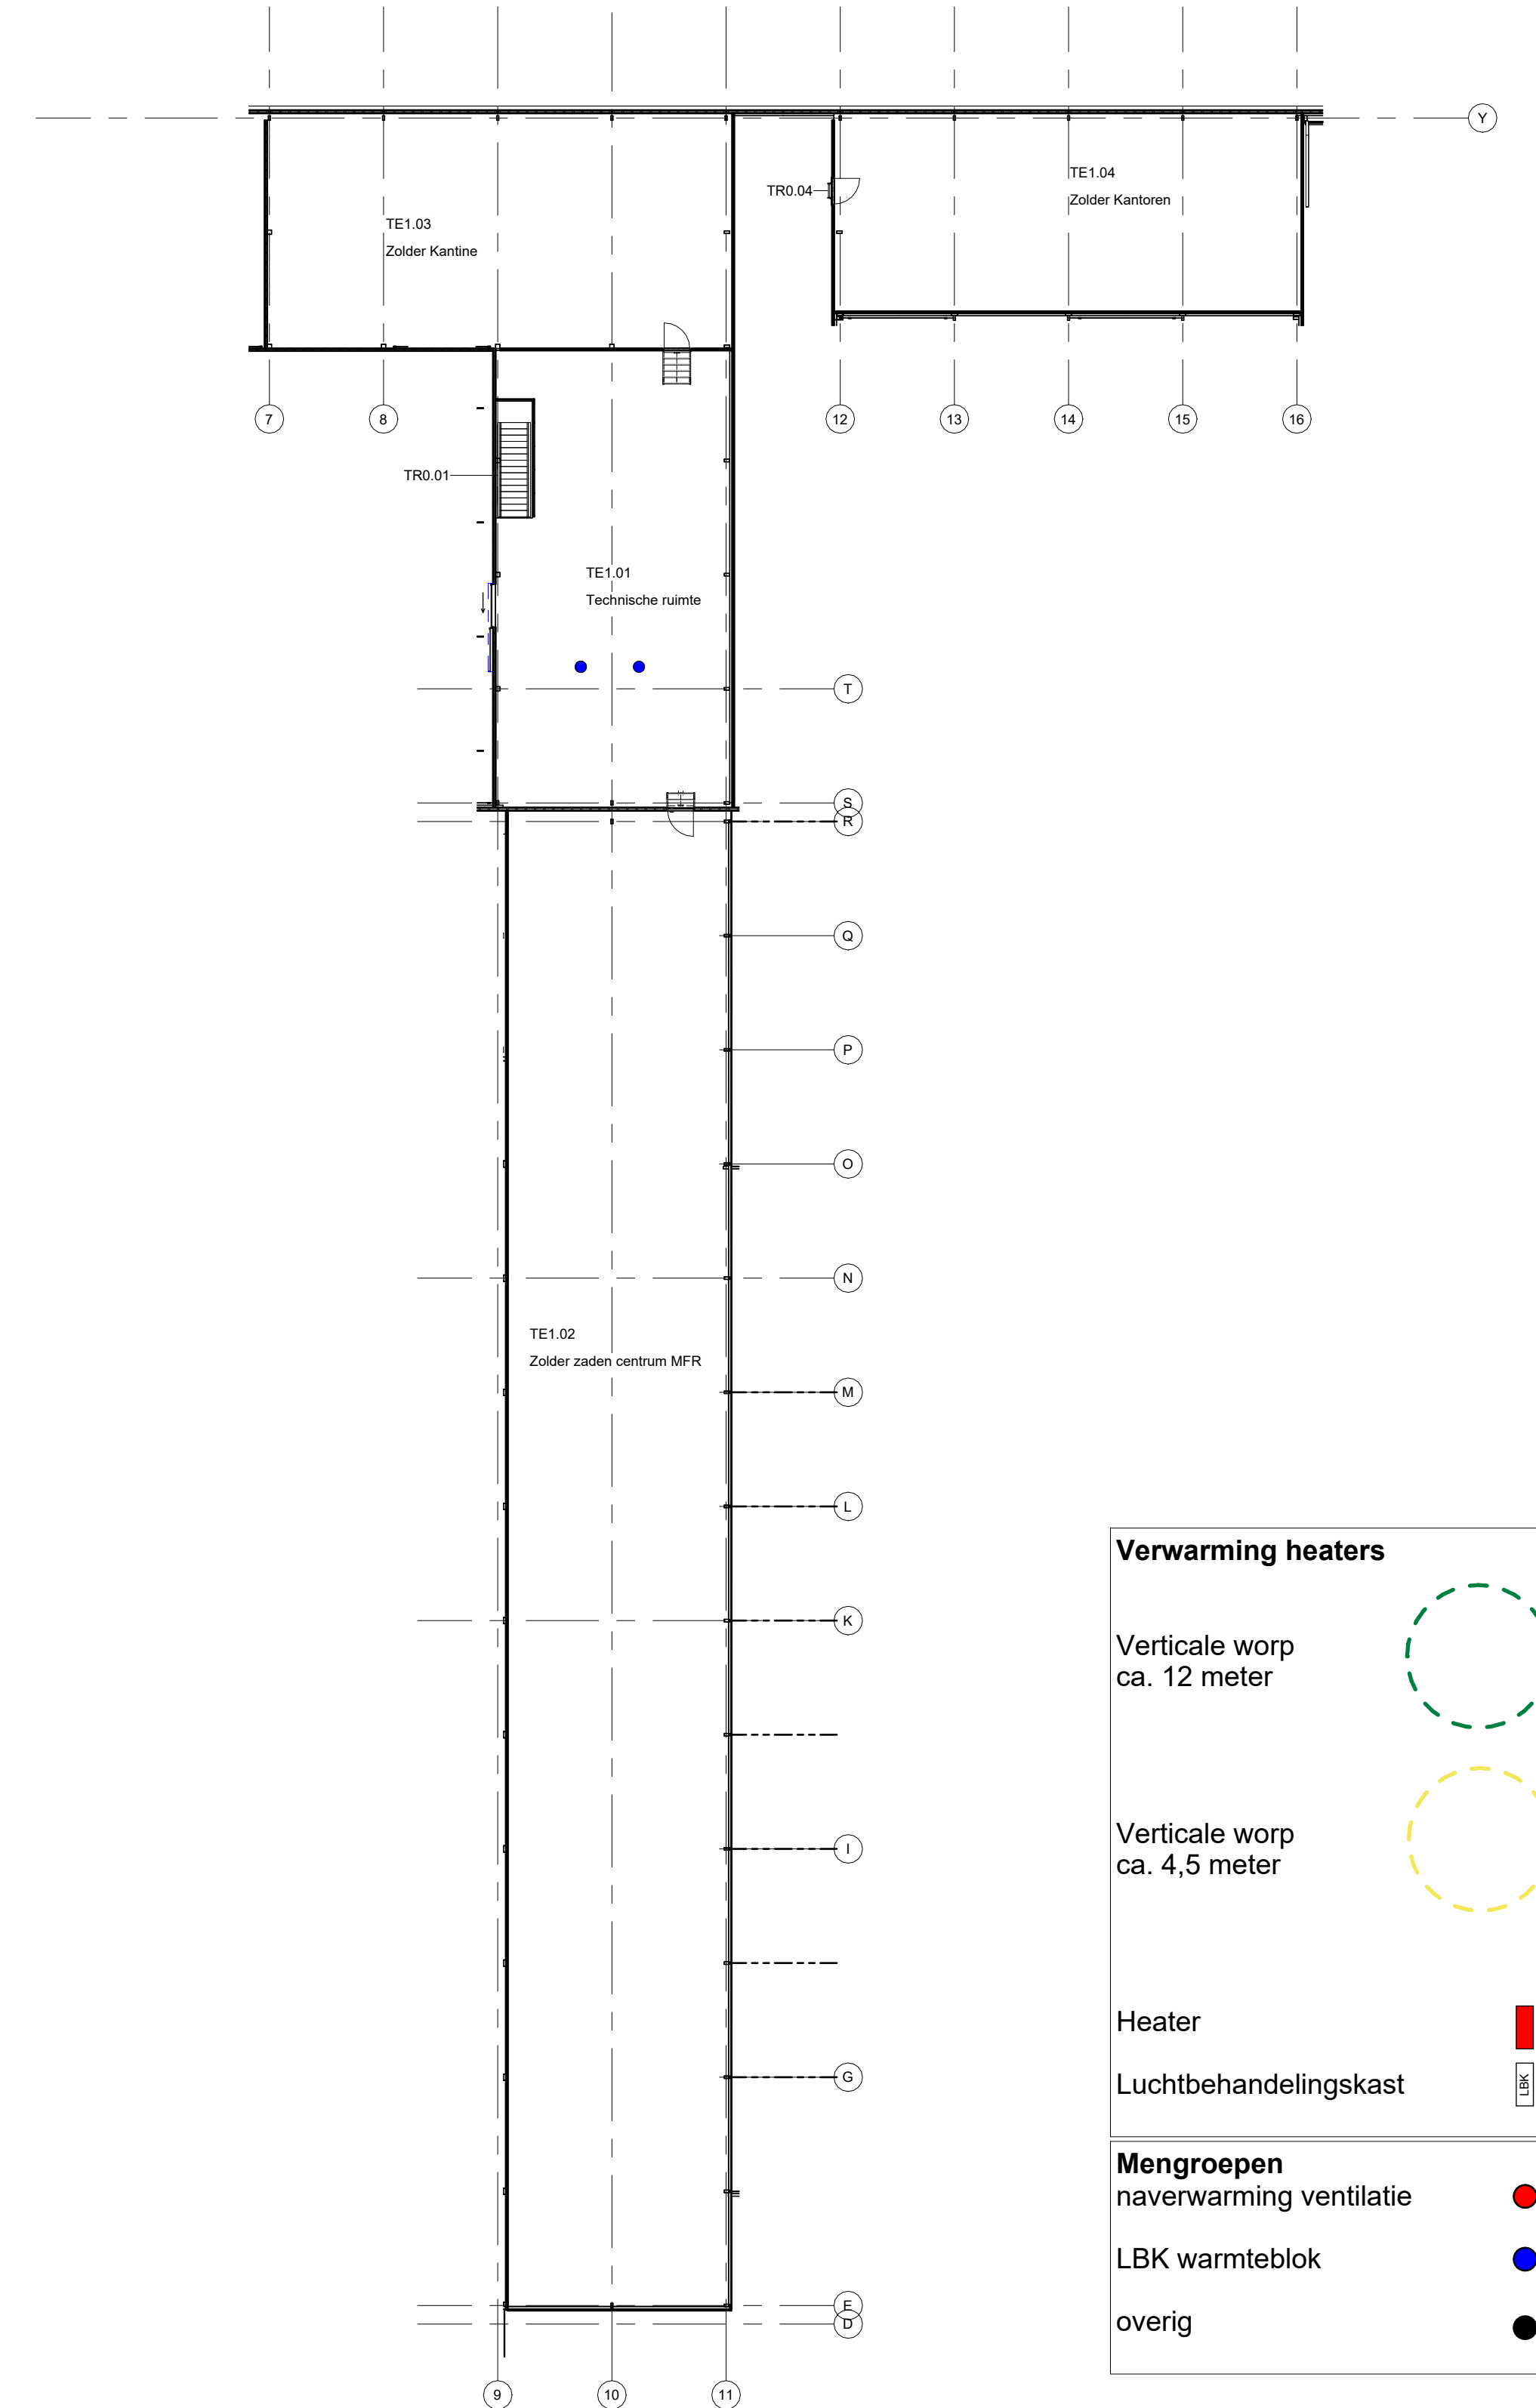 Y
TE1.04
TR0.04
Zolder Kantoren
TE1.03
Zolder Kantine
7
8
12
13
14
15
16
TR0.01
TE1.01
Technische ruimte
T
S
R
Q
P
O
N
TE1.02
Zolder zaden centrum MFR
M
L
K
I
G
E
D
9
10
11
Verwarming heaters
Verticale worp
ca. 12 meter
Verticale worp
ca. 4,5 meter
Heater
Luchtbehandelingskast
LBK
Mengroepen
naverwarming ventilatie
LBK warmteblok
overig